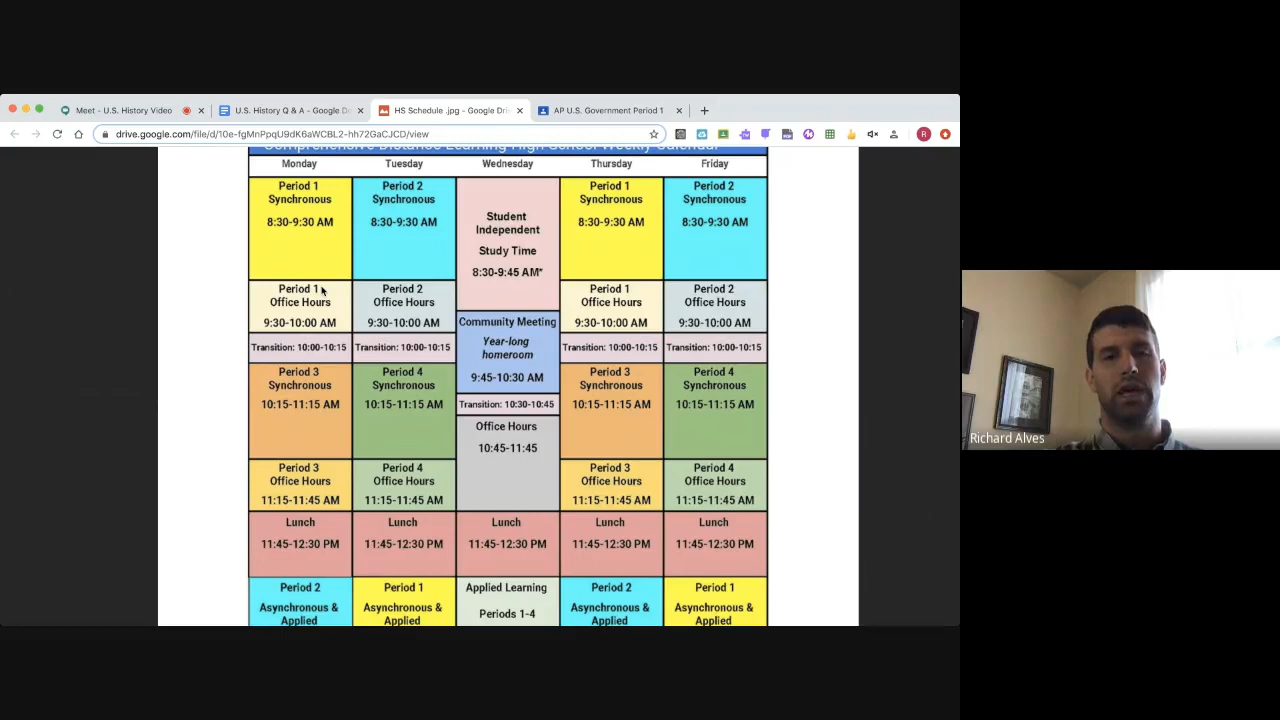 Meet - U.S. History Video
U.S. History Q & A - Google D
HS Schedule .jpg - Google Dri
AP U.S. Government Period 1
drive.google.com/file/d/10e-fgMnPpqU9dK6aWCBL2-hh72GaCJCD/view
Comprehensive Distance Learning High School Weekly Calendar
Monday Tuesday Wednesday Thursday Friday
Period 1
Synchronous
8:30-9:30 AM
Period 2
Synchronous
8:30-9:30 AM
Student
Independent
Study Time
8:30-9:45 AM*
Period 1
Synchronous
8:30-9:30 AM
Period 2
Synchronous
8:30-9:30 AM
Period 1
Office Hours
9:30-10:00 AM
Period 2
Office Hours
9:30-10:00 AM
Community Meeting
Year-long
homeroom
9:45-10:30 AM
Period 1
Office Hours
9:30-10:00 AM
Period 2
Office Hours
9:30-10:00 AM
Transition: 10:00-10:15
Transition: 10:00-10:15
Transition: 10:00-10:15
Transition: 10:00-10:15
Period 3
Synchronous
10:15-11:15 AM
Period 4
Synchronous
10:15-11:15 AM
Transition: 10:30-10:45
Office Hours
10:45-11:45
Period 3
Synchronous
10:15-11:15 AM
Period 4
Synchronous
10:15-11:15 AM
Period 3
Office Hours
11:15-11:45 AM
Period 4
Office Hours
11:15-11:45 AM
Period 3
Office Hours
11:15-11:45 AM
Period 4
Office Hours
11:15-11:45 AM
Lunch
11:45-12:30 PM
Lunch
11:45-12:30 PM
Lunch
11:45-12:30 PM
Lunch
11:45-12:30 PM
Lunch
11:45-12:30 PM
Period 2
Asynchronous &
Applied
Period 1
Asynchronous &
Applied
Applied Learning
Periods 1-4
Period 2
Asynchronous &
Applied
Period 1
Asynchronous &
Applied
R
Richard Alves